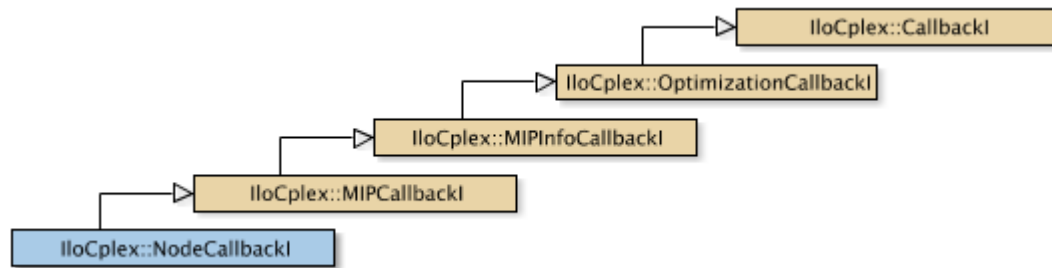 IloCplex::CallbackI
IloCplex::OptimizationCallbackI
IloCplex::MIPInfoCallbackI
IloCplex::MIPCallbackI
IloCplex::NodeCallbackI